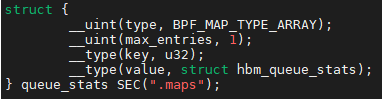 struct {
        __uint(type, BPF_MAP_TYPE_ARRAY);
        __uint(max_entries, 1);
        __type(key, u32);
        __type(value, struct hbm_queue_stats);
} queue_stats SEC(".maps");